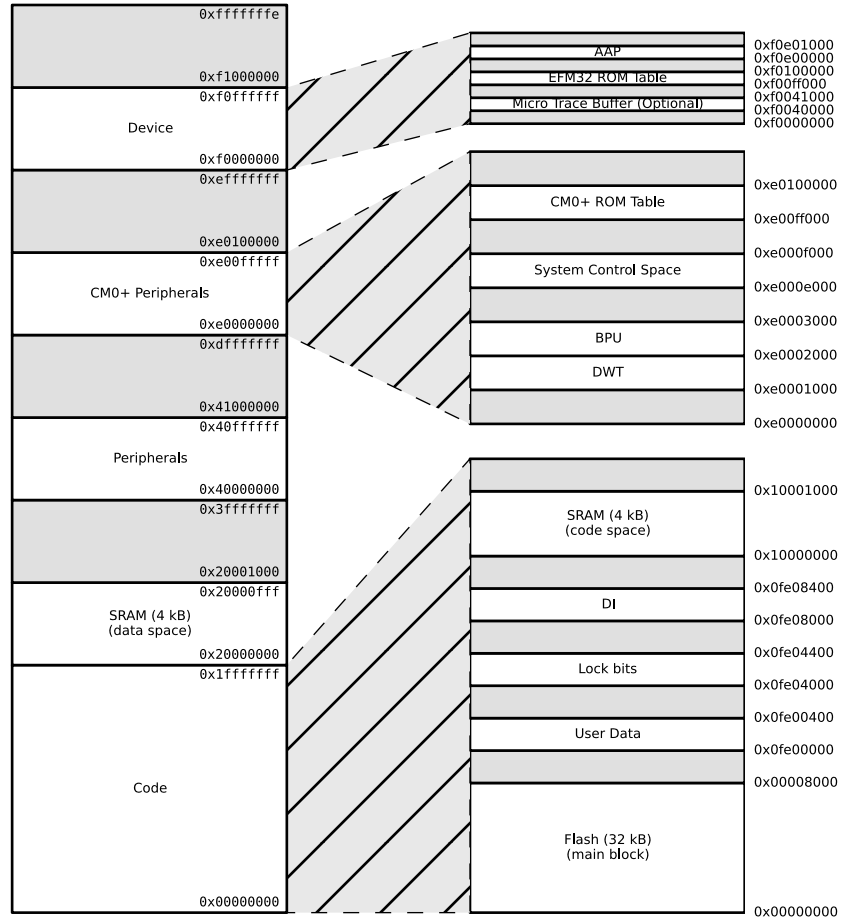 0xfffffffe
0xf1000000
0xf0ffffff
Device
0xf0000000
0xefffffff
0xe0100000
0xe00fffff
CM0+ Peripherals
0xe0000000
0xdfffffff
0x41000000
0x40ffffff
Peripherals
0x40000000
0x3fffffff
0x20001000
0x20000fff
SRAM (4 kB)
(data space)
0x20000000
0x1fffffff
Code
0x00000000
0xf0e01000
AAP
0xf0e00000
0xf0100000
EFM32 ROM Table
0xf00ff000
0xf0041000
Micro Trace Buffer (Optional)
0xf0040000
0xf0000000
0xe0100000
CM0+ ROM Table
0xe00ff000
0xe000f000
System Control Space
0xe000e000
0xe0003000
BPU
0xe0002000
DWT
0xe0001000
0xe0000000
0x10001000
SRAM (4 kB)
(code space)
0x10000000
0x0fe08400
DI
0x0fe08000
0x0fe04400
Lock bits
0x0fe04000
0x0fe00400
User Data
0x0fe00000
0x00008000
Flash (32 kB)
(main block)
0x00000000